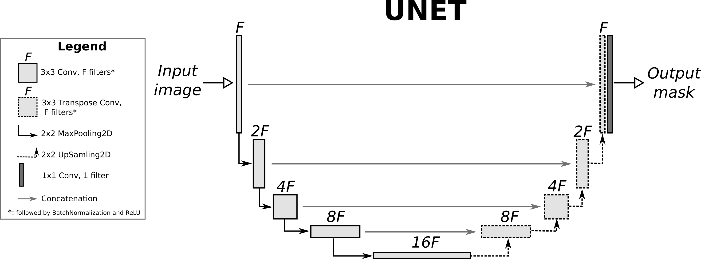 UNET
Legend
F
3x3 Conv, F filters*
F
3x3 Transpose Conv,
F filters*
2x2 MaxPooling2D
2x2 UpSamling2D
1x1 Conv, 1 filter
Concatenation
*: followed by BatchNormalization and ReLU
Input
image
F
2F
4F
8F
16F
8F
4F
2F
F
Output
mask